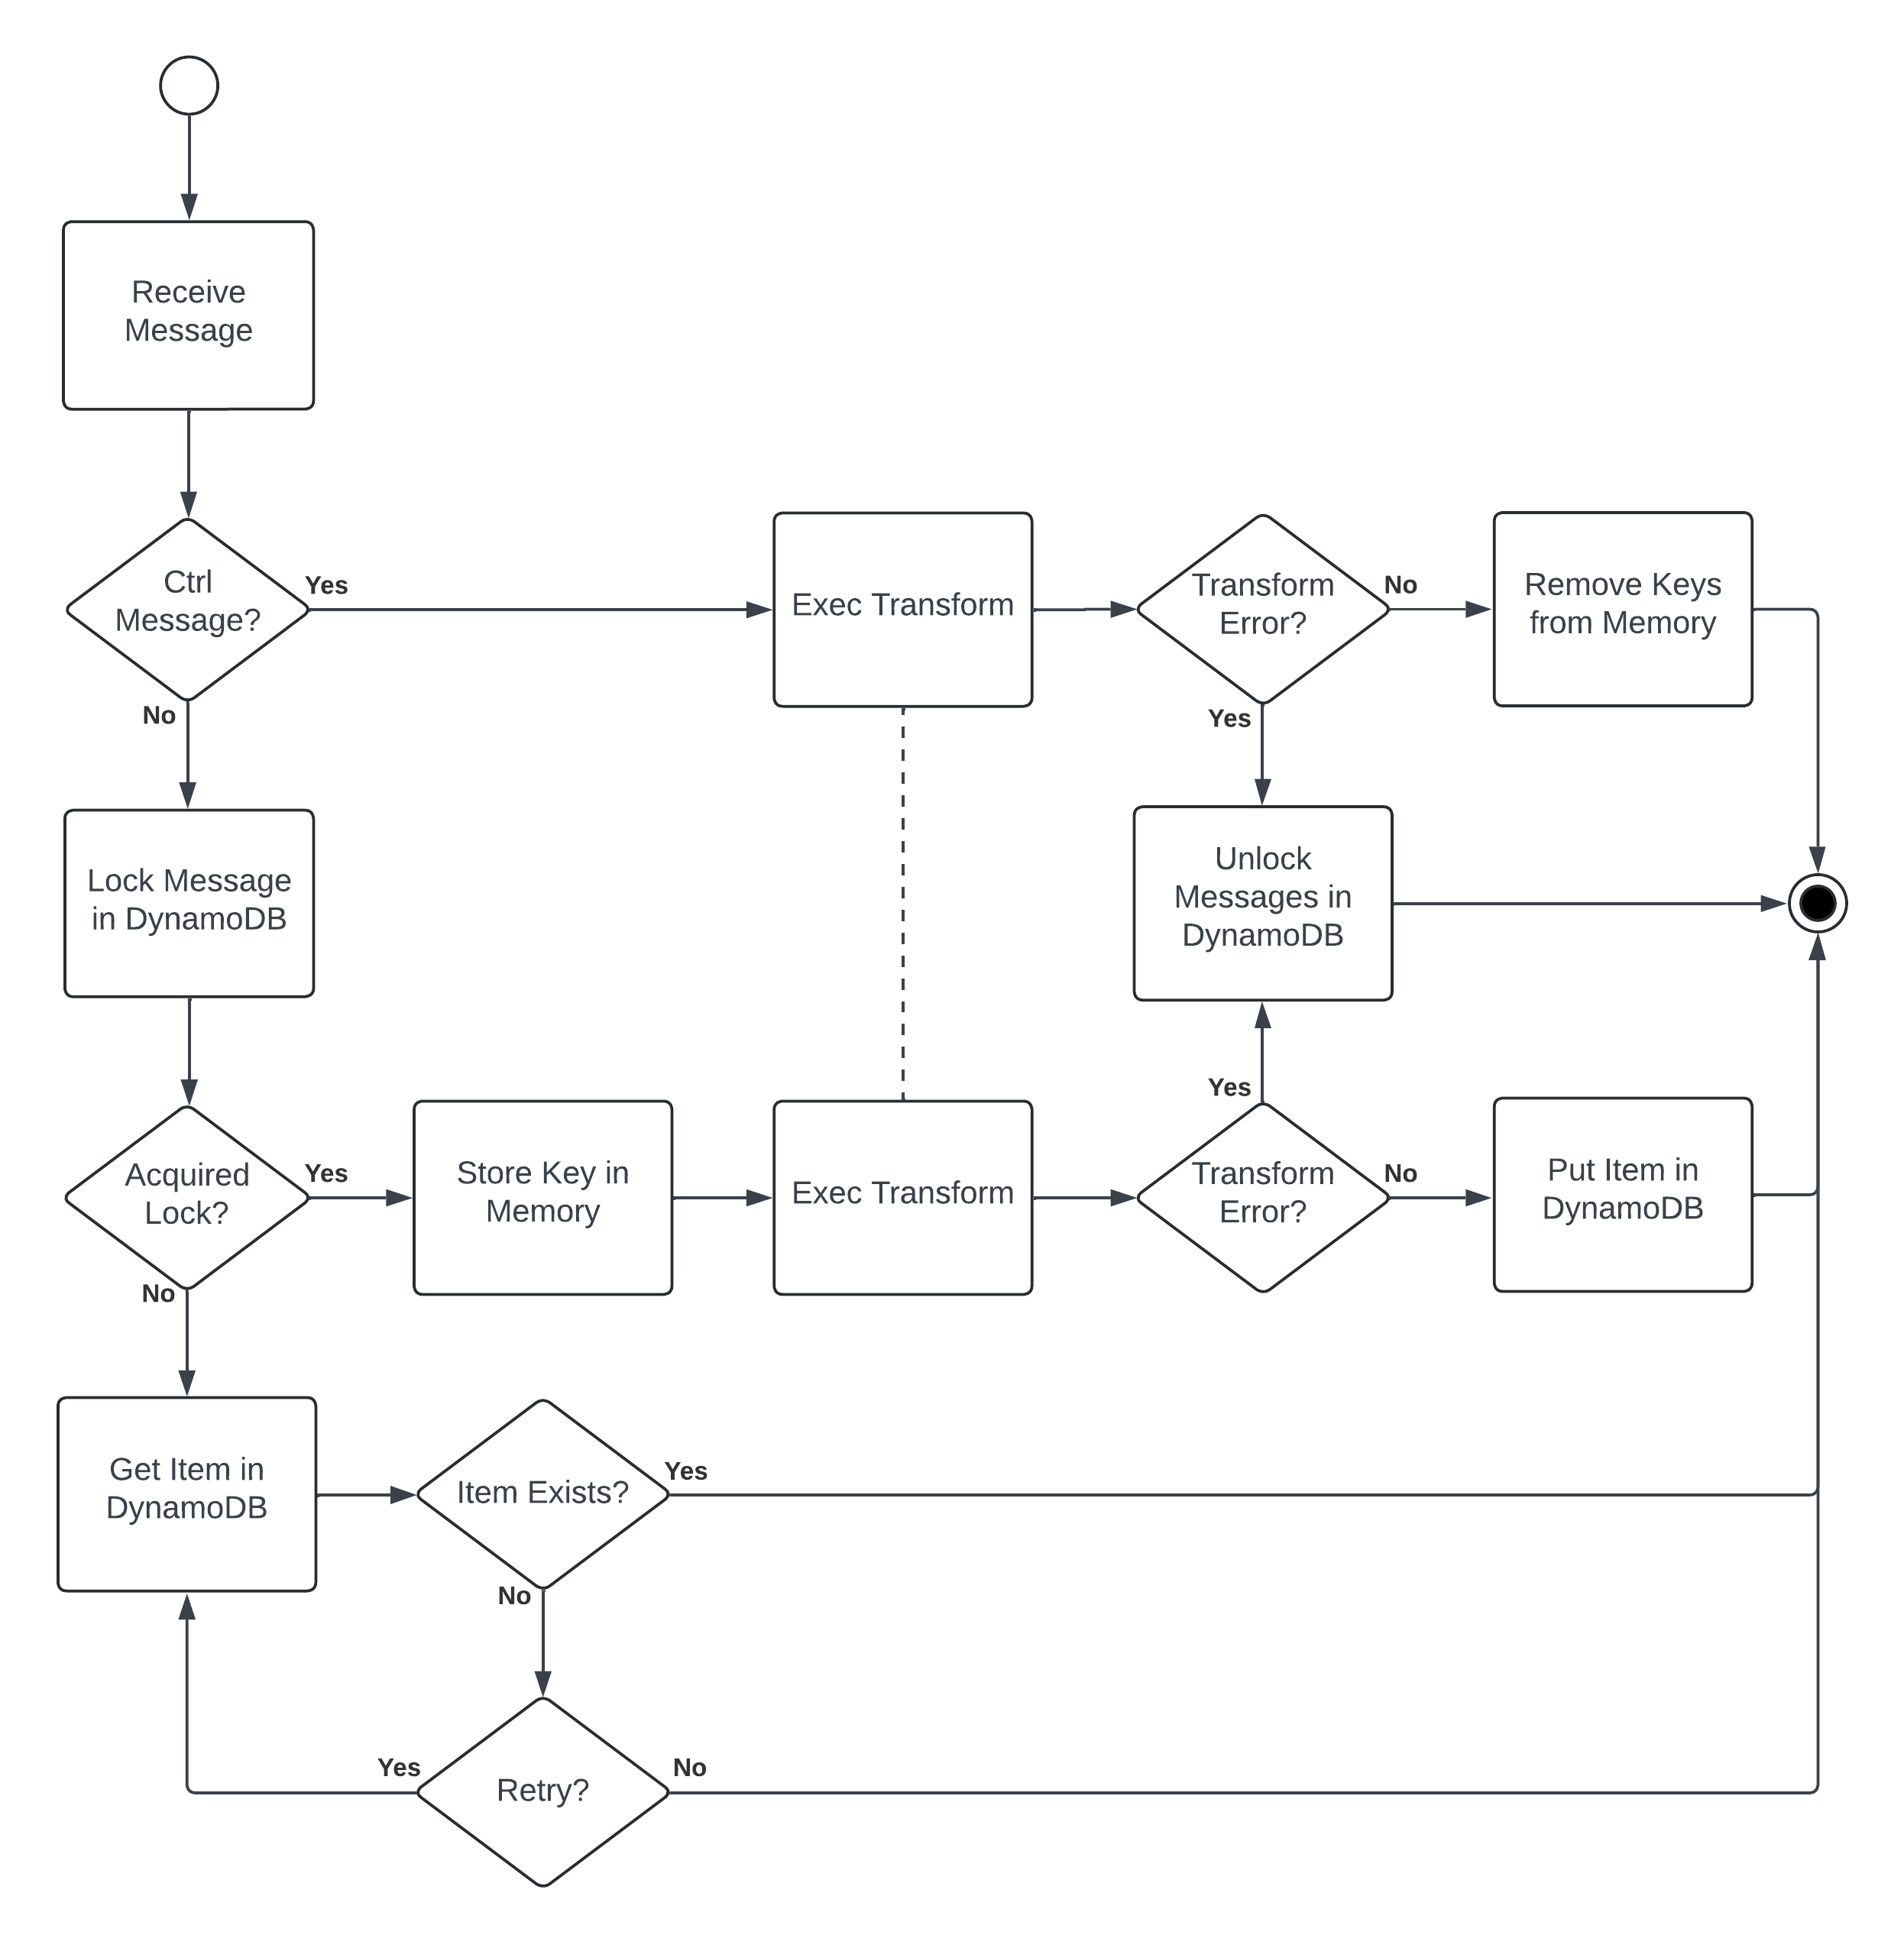 Receive
Message
Ctrl
Message?
Yes
No
Exec Transform
Transform
Error?
No
Yes
Remove Keys
from Memory
Lock Message
in DynamoDB
Unlock
Messages in
DynamoDB
Acquired
Lock?
Yes
No
Store Key in
Memory
Exec Transform
Yes
Transform
Error?
No
Put Item in
DynamoDB
Get Item in
DynamoDB
Item Exists?
Yes
No
Yes
Retry?
No